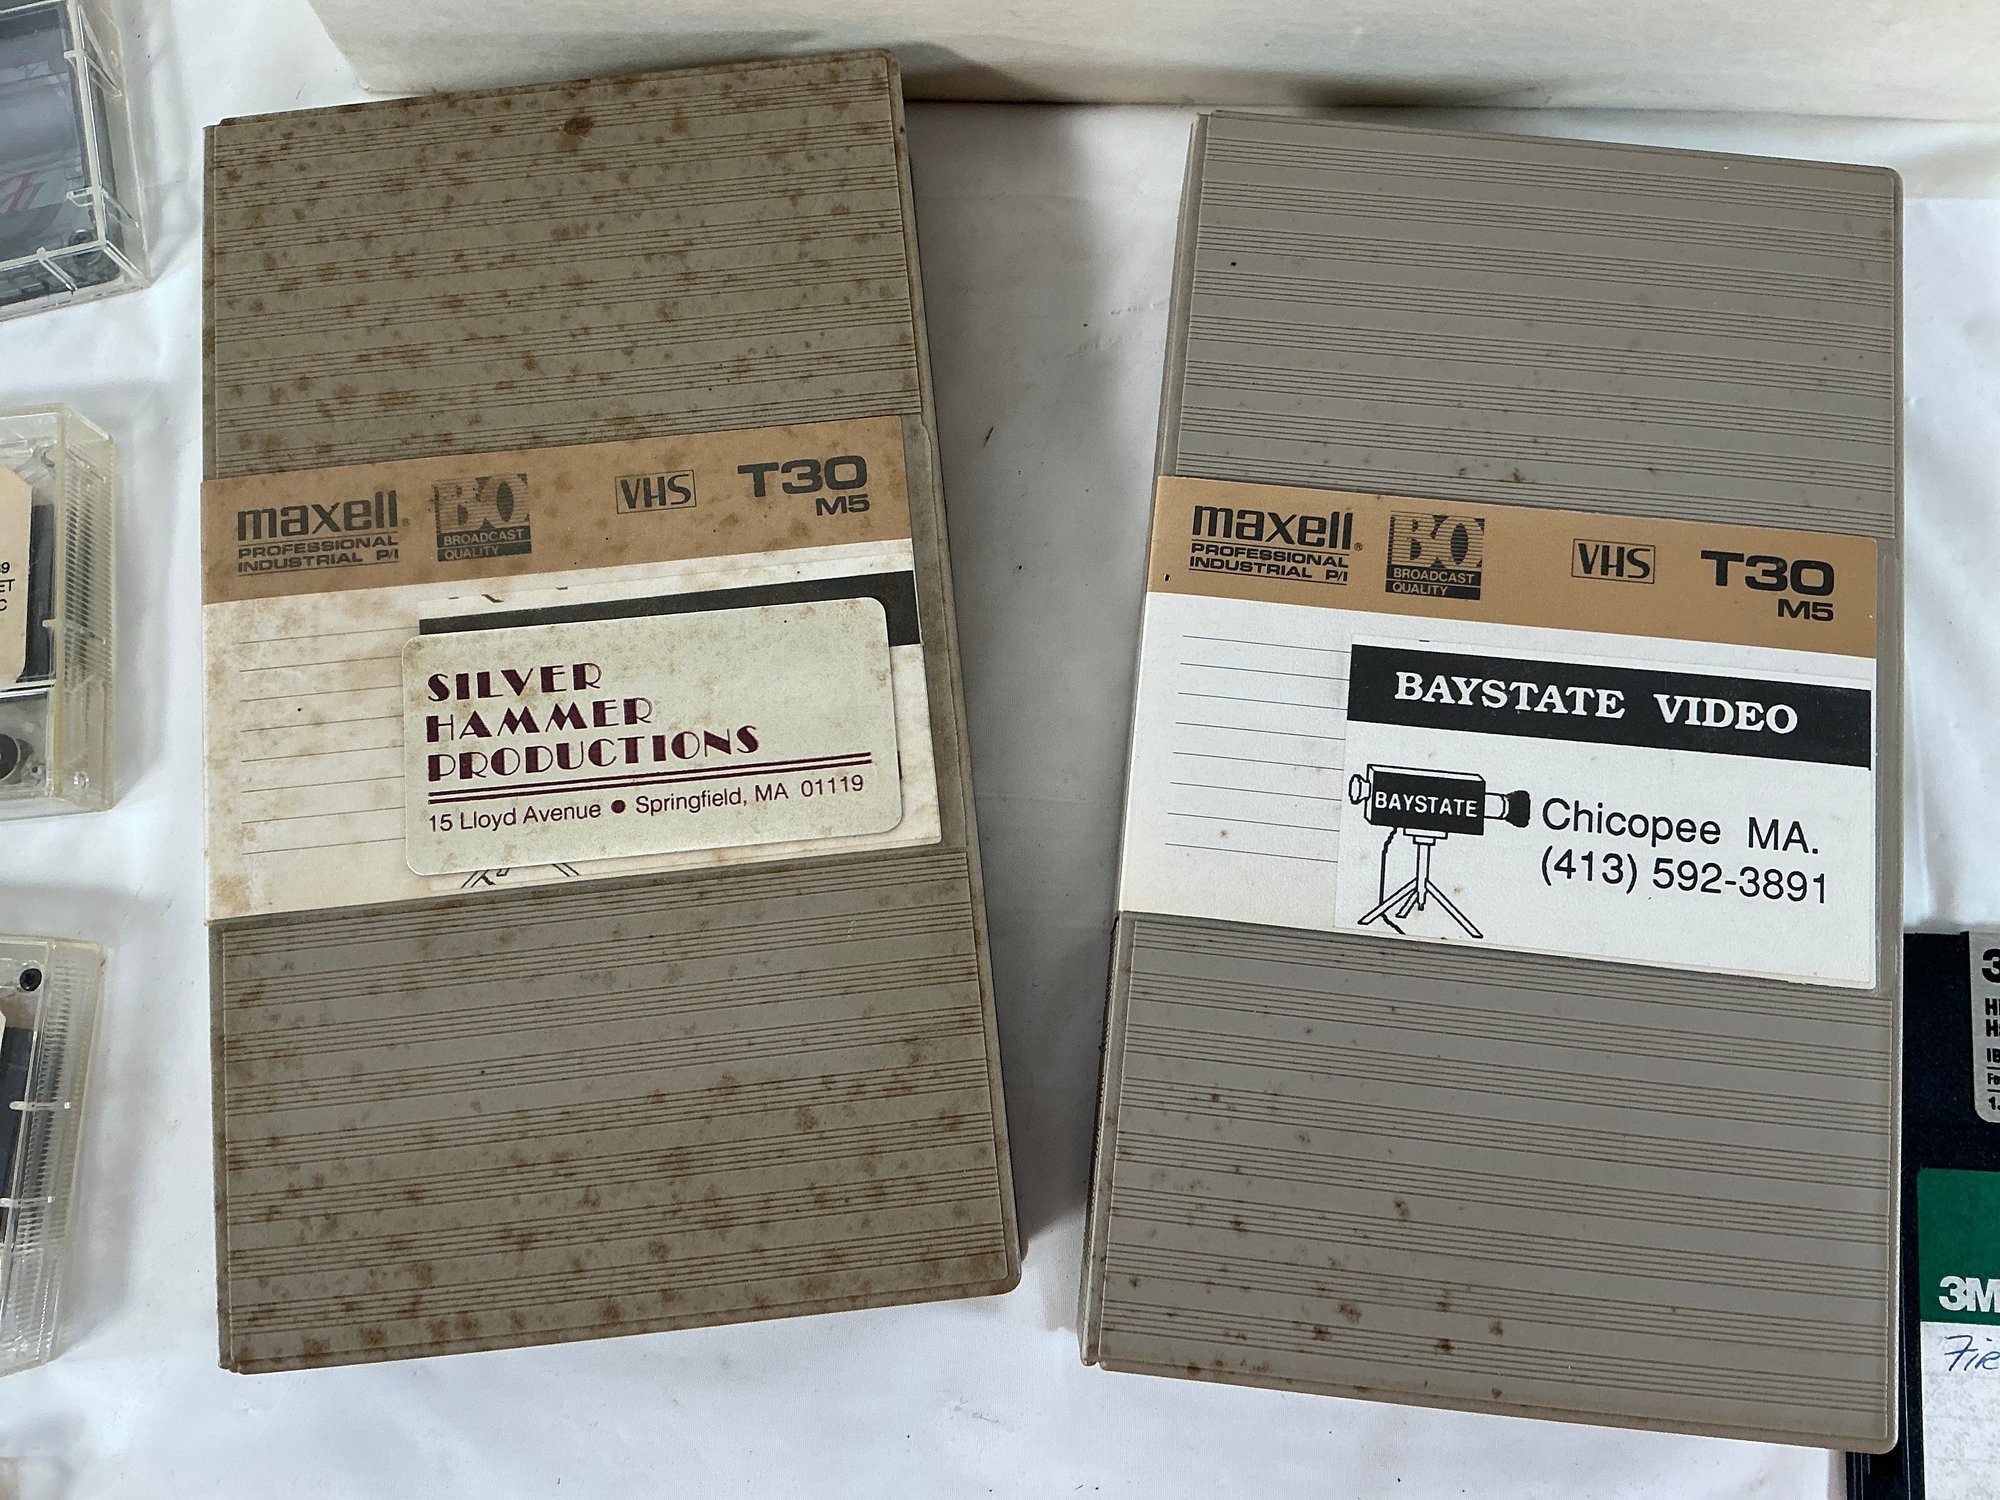 maxell®
PROFESSIONAL
INDUSTRIAL P/I
BQ
BROADCAST
QUALITY
VHS
T30
M5
SILVER
HAMMER
PRODUCTIONS
15 Lloyd Avenue ● Springfield, MA 01119
maxell®
PROFESSIONAL
INDUSTRIAL P/I
BQ
BROADCAST
QUALITY
VHS
T30
M5
BAYSTATE VIDEO
BAYSTATE
Chicopee MA.
(413) 592-3891
3M